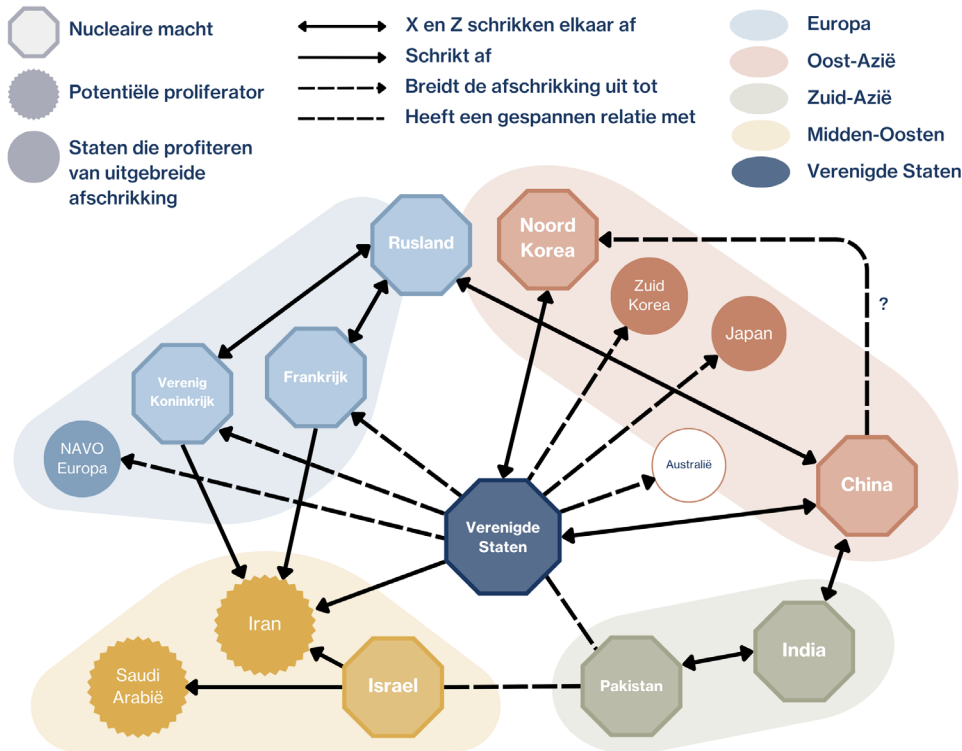 Nucleaire macht
Potentiële proliferator
Staten die profiteren
van uitgebreide
afschrikking
X en Z schrikken elkaar af
Schrikt af
Breidt de afschrikking uit tot
Heeft een gespannen relatie met
Europa
Oost-Azië
Zuid-Azië
Midden-Oosten
Verenigde Staten
Rusland
Noord
Korea
Zuid
Korea
?
Japan
Verenig
Koninkrijk
Frankrijk
NAVO
Europa
Australië
China
Verenigde
Staten
Iran
India
Saudi
Arabië
Israel
Pakistan